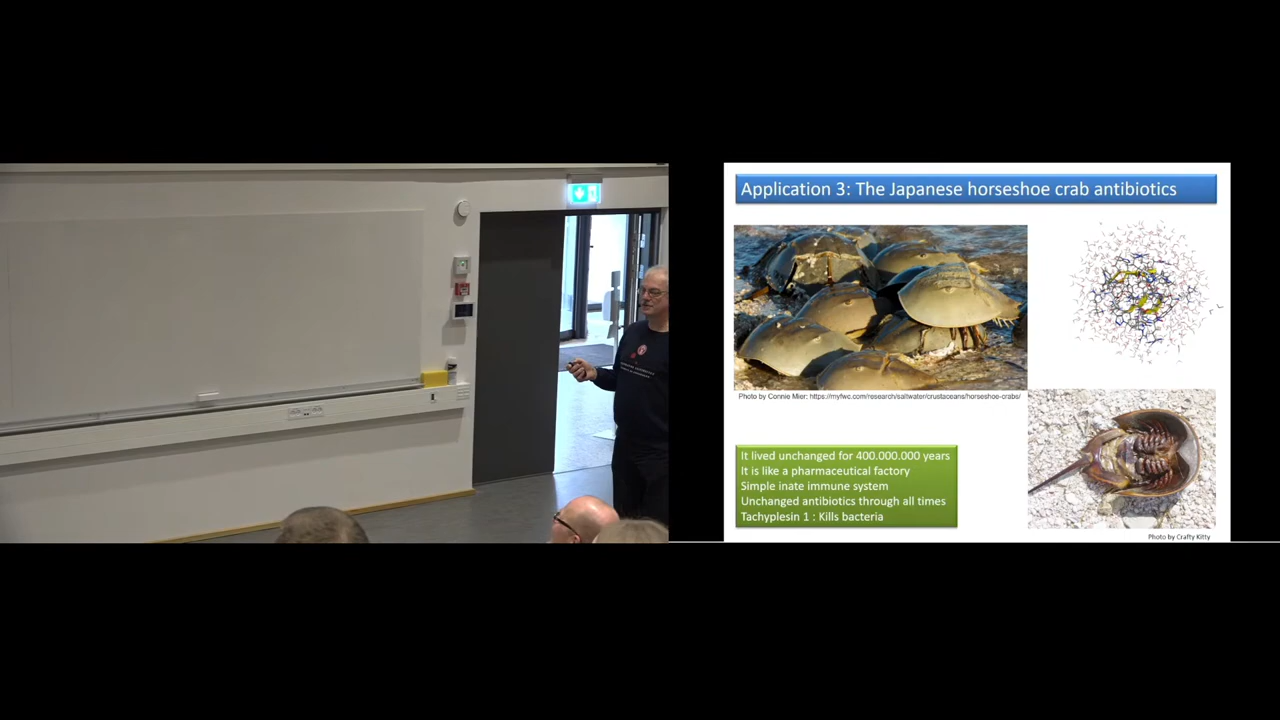 Application 3: The Japanese horseshoe crab antibiotics
Photo by Connie Mier: https://myfwc.com/research/saltwater/crustaceans/horseshoe-crabs/
It lived unchanged for 400.000.000 years
It is like a pharmaceutical factory
Simple inate immune system
Unchanged antibiotics through all times
Tachyplesin 1 : Kills bacteria
Photo by Crafty Kitty